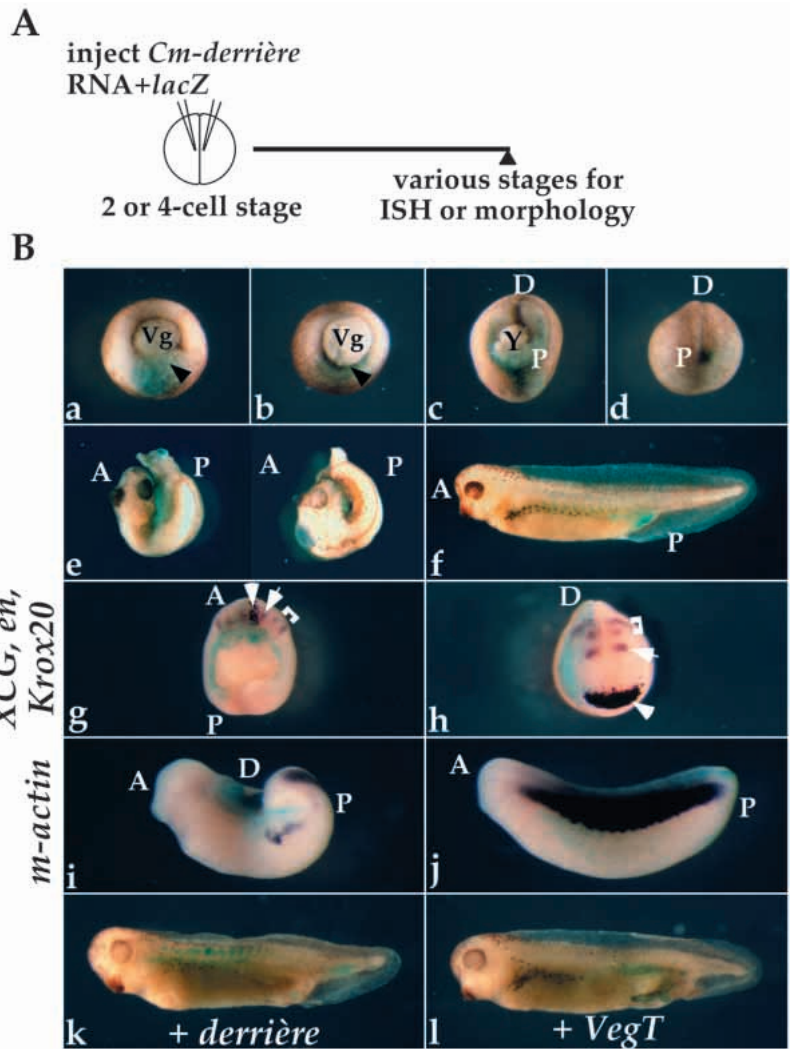 A
inject Cm-derrière
RNA+lacZ
2 or 4-cell stage
various stages for
ISH or morphology
B
Vg
a
Vg
b
D
Y
P
c
D
P
d
A
P
e
A
P
A
P
f
XCG, en,
Krox20
A
P
g
D
h
m-actin
A
D
P
i
A
P
j
k
+ derrière
l
+ VegT